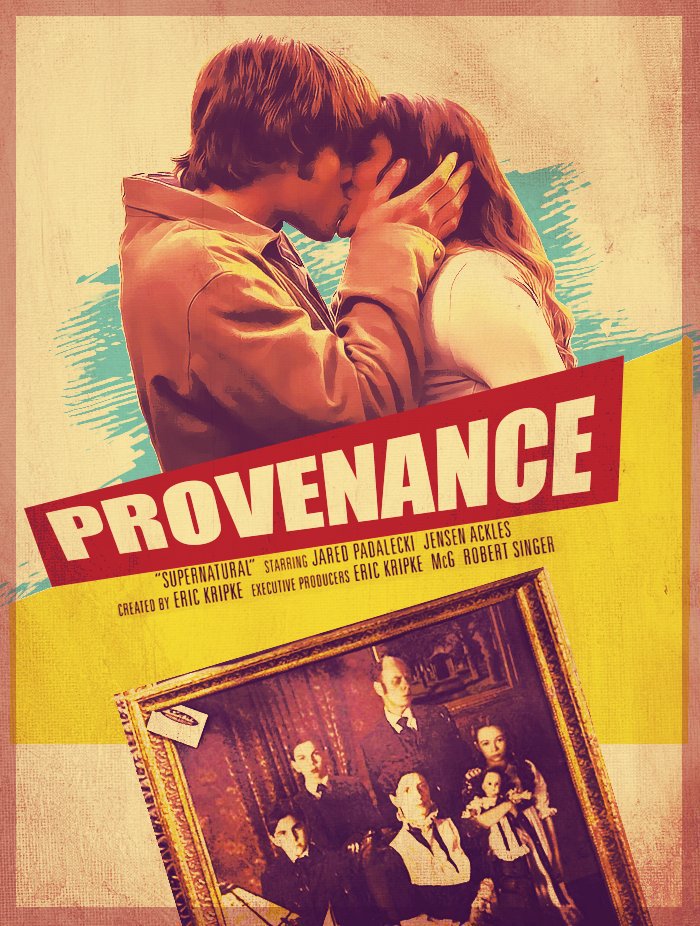 PROVENANCE
"SUPERNATURAL" STARRING JARED PADALECKI JENSEN ACKLES
CREATED BY ERIC KRIPKE EXECUTIVE PRODUCERS ERIC KRIPKE McG ROBERT SINGER